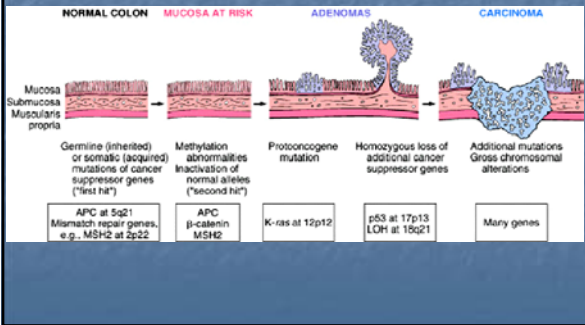 NORMAL COLON
MUCOSA AT RISK
ADENOMAS
CARCINOMA
Mucosa
Submucosa
Muscularis
propria
Germline (inherited)
or somatic (acquired)
mutations of cancer
suppressor genes
("first hit")
Methylation
abnormalities
Inactivation of
normal alleles
("second hit")
Protooncogene
mutation
Homozygous loss of
additional cancer
suppressor genes
Additional mutations
Gross chromosomal
alterations
APC at 5q21
Mismatch repair genes,
e.g., MSH2 at 2p22
APC
β-catenin
MSH2
K-ras at 12p12
p53 at 17p13
LOH at 18q21
Many genes